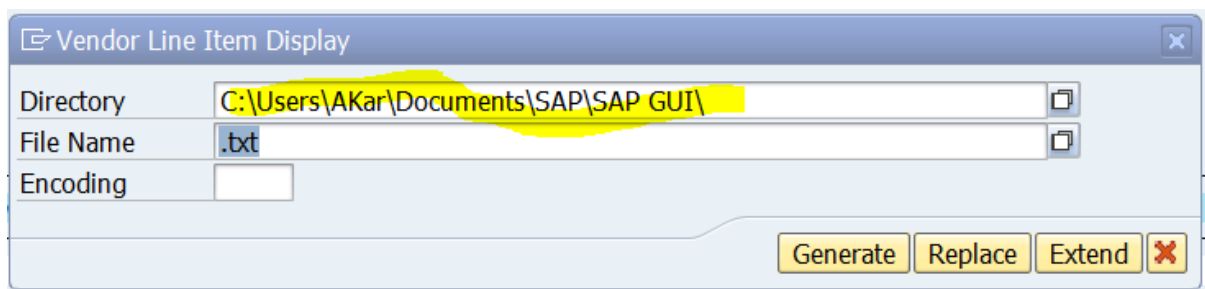 Vendor Line Item Display
Directory C:\Users\AKar\Documents\SAP\SAP GUI\
File Name .txt
Encoding
Generate Replace Extend